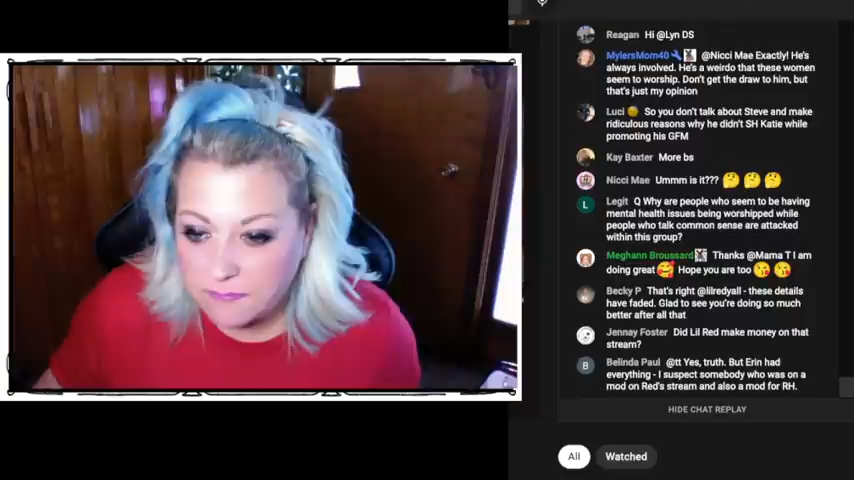 Reagan Hi @Lyn DS
MylersMom40 @Nicci Mae Exactly! He's
always involved. He's a weirdo that these women
seem to worship. Don't get the draw to him, but
that's just my opinion
Luci So you don't talk about Steve and make
ridiculous reasons why he didn't SH Katie while
promoting his GFM
Kay Baxter More bs
Nicci Mae Ummm is it???
L Legit Q Why are people who seem to be having
mental health issues being worshipped while
people who talk common sense are attacked
within this group?
Meghann Broussard Thanks @Mama T I am
doing great Hope you are too
Becky P That's right @lilredyall - these details
have faded. Glad to see you're doing so much
better after all that
Jennay Foster Did Lil Red make money on that
stream?
B Belinda Paul @tt Yes, truth. But Erin had
everything - I suspect somebody who was on a
mod on Red's stream and also a mod for RH.
HIDE CHAT REPLAY
All Watched